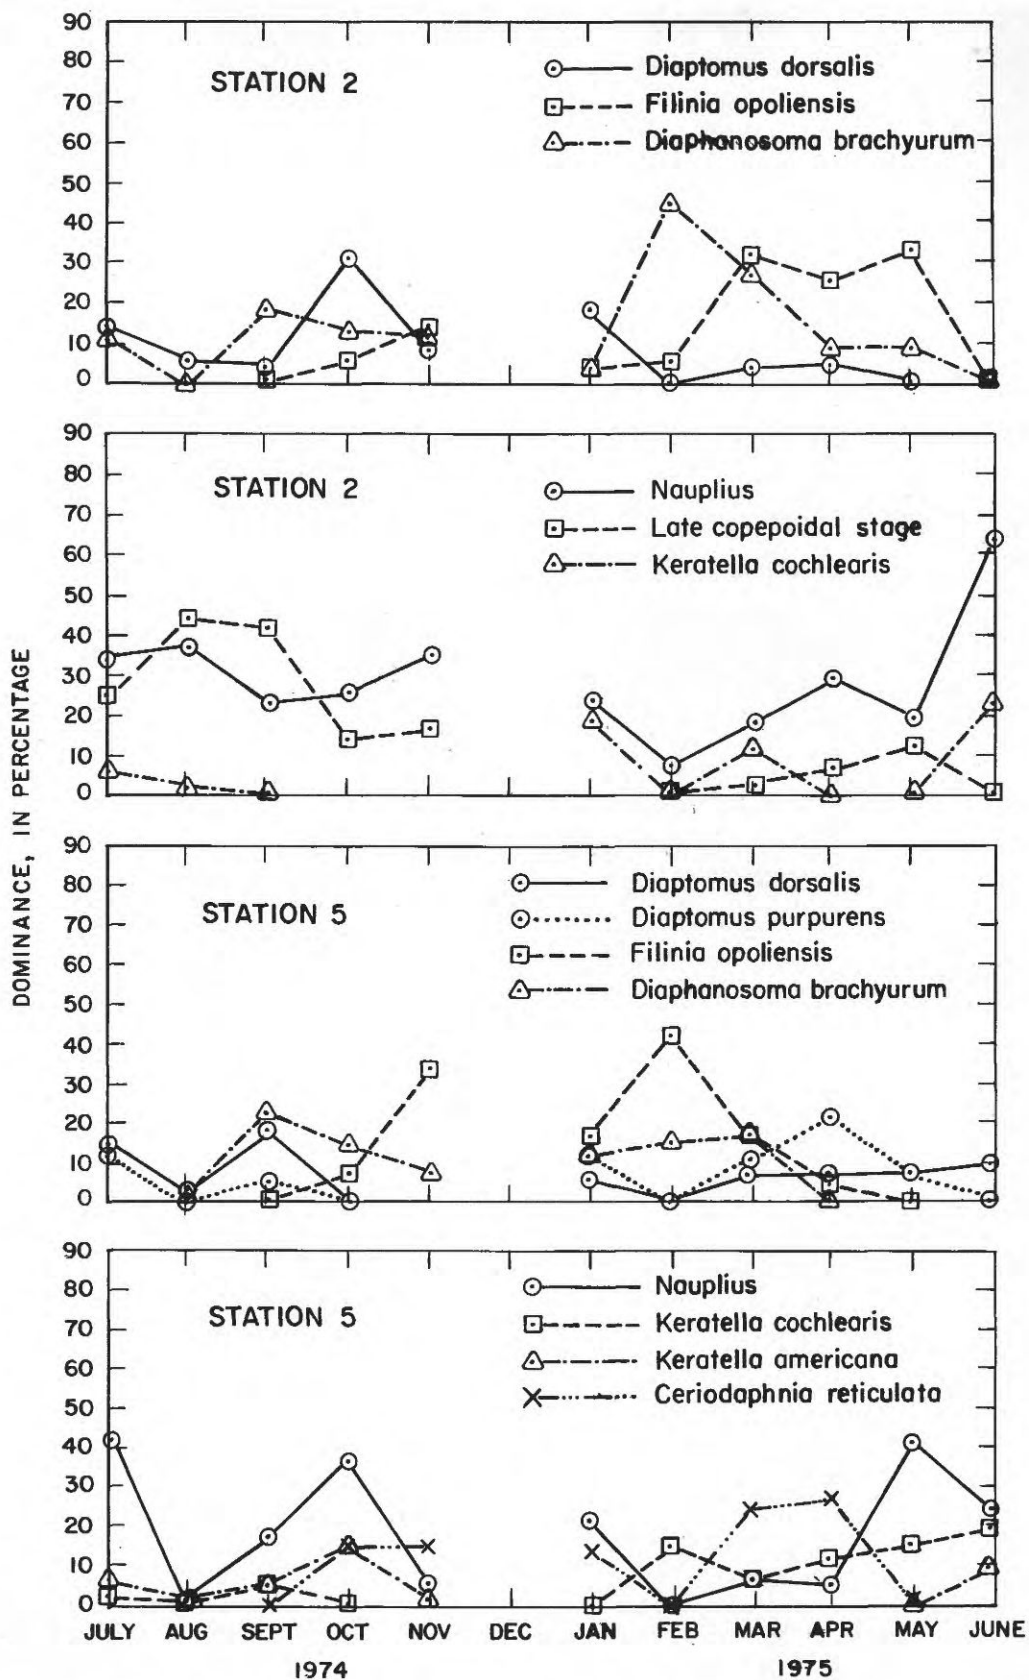 DOMINANCE, IN PERCENTAGE
90
80
70
60
50
40
30
20
10
0
STATION 2
Diaptomus dorsalis
Filinia opoliensis
Diaphanosoma brachyurum
90
80
70
60
50
40
30
20
10
0
STATION 2
Nauplius
Late copepoidal stage
Keratella cochlearis
90
80
70
60
50
40
30
20
10
0
STATION 5
Diaptomus dorsalis
Diaptomus purpurens
Filinia opoliensis
Diaphanosoma brachyurum
90
80
70
60
50
40
30
20
10
0
STATION 5
Nauplius
Keratella cochlearis
Keratella americana
Ceriodaphnia reticulata
JULY AUG SEPT OCT NOV DEC JAN FEB MAR APR MAY JUNE
1974 1975